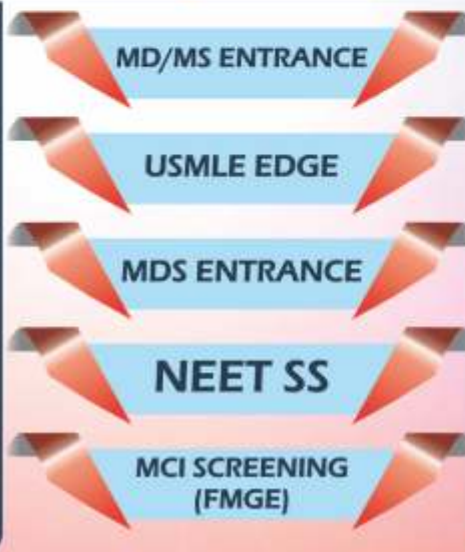 MD/MS ENTRANCE
USMLE EDGE
MDS ENTRANCE
NEET SS
MCI SCREENING
(FMGE)